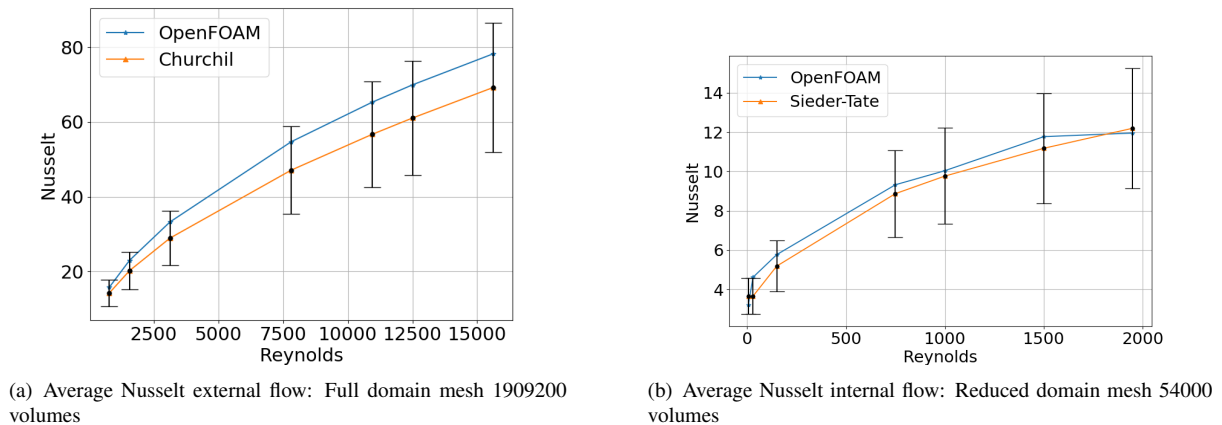 OpenFOAM
Churchil
80
60
40
20
Nusselt
2500 5000 7500 10000 12500 15000
Reynolds
(a) Average Nusselt external flow: Full domain mesh 1909200
volumes
OpenFOAM
Sieder-Tate
14
12
10
8
6
4
Nusselt
0 500 1000 1500 2000
Reynolds
(b) Average Nusselt internal flow: Reduced domain mesh 54000
volumes